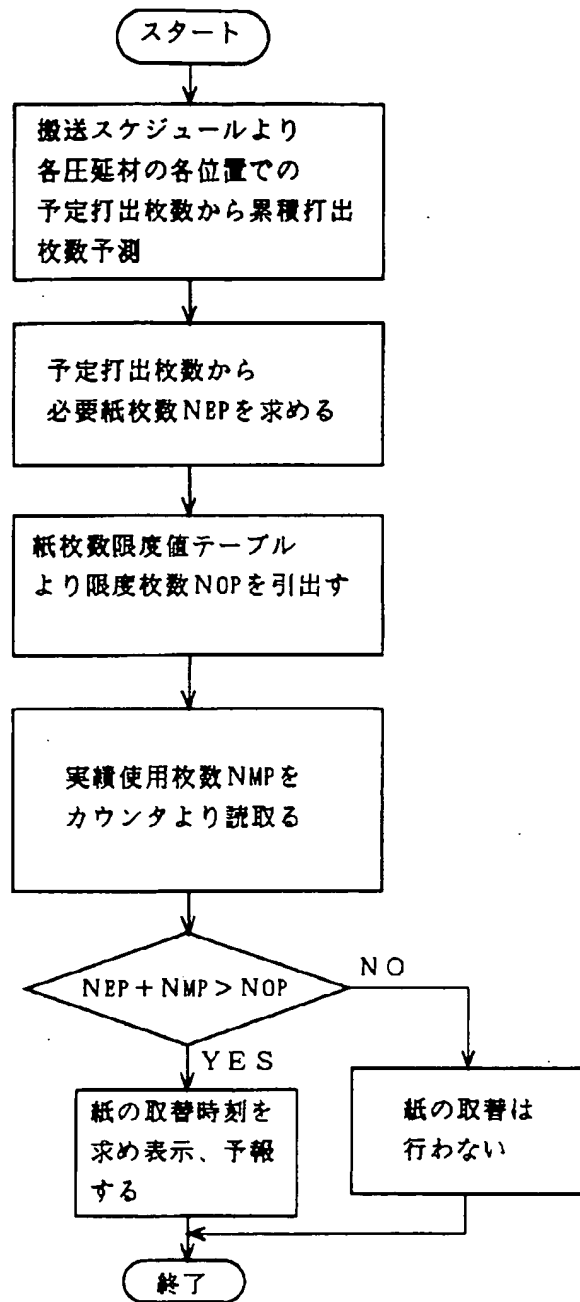 スタート
搬送スケジュールより
各圧延材の各位置での
予定打出枚数から累積打出
枚数予測
予定打出枚数から
必要紙枚数NEPを求める
紙枚数限度値テーブル
より限度枚数NOPを引出す
実績使用枚数NMPを
カウンタより読取る
NEP+NMP>NOP
NO
YES
紙の取替時刻を
求め表示、予報
する
紙の取替は
行わない
終了